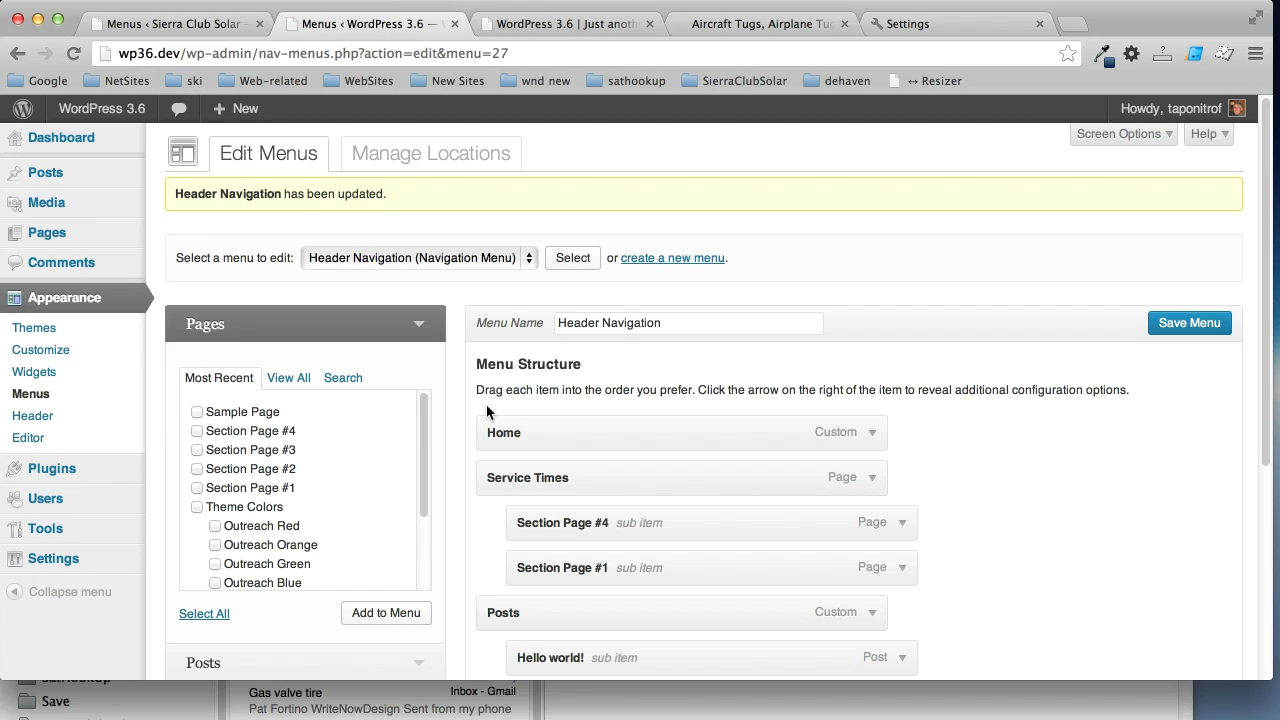 Menus ‹ Sierra Club Solar
Menus ‹ WordPress 3.6 —
WordPress 3.6 | Just anoth
Aircraft Tugs, Airplane Tu
Settings
wp36.dev/wp-admin/nav-menus.php?action=edit&menu=27
Google NetSites ski Web-related WebSites New Sites wnd new sathookup SierraClubSolar dehaven ↔ Resizer
WordPress 3.6 + New Howdy, taponitrof
Screen Options ▼ Help ▼
Dashboard
Posts
Media
Pages
Comments
Appearance
Themes
Customize
Widgets
Menus
Header
Editor
Plugins
Users
Tools
Settings
Collapse menu
Edit Menus Manage Locations
Header Navigation has been updated.
Select a menu to edit: Header Navigation (Navigation Menu) Select or create a new menu.
Pages
Most Recent View All Search
Sample Page
Section Page #4
Section Page #3
Section Page #2
Section Page #1
Theme Colors
Outreach Red
Outreach Orange
Outreach Green
Outreach Blue
Select All Add to Menu
Posts
Menu Name Header Navigation Save Menu
Menu Structure
Drag each item into the order you prefer. Click the arrow on the right of the item to reveal additional configuration options.
Home Custom
Service Times Page
Section Page #4 sub item Page
Section Page #1 sub item Page
Posts Custom
Hello world! sub item Post
Save
Gas valve tire Inbox - Gmail
Pat Fortino WriteNowDesign Sent from my phone